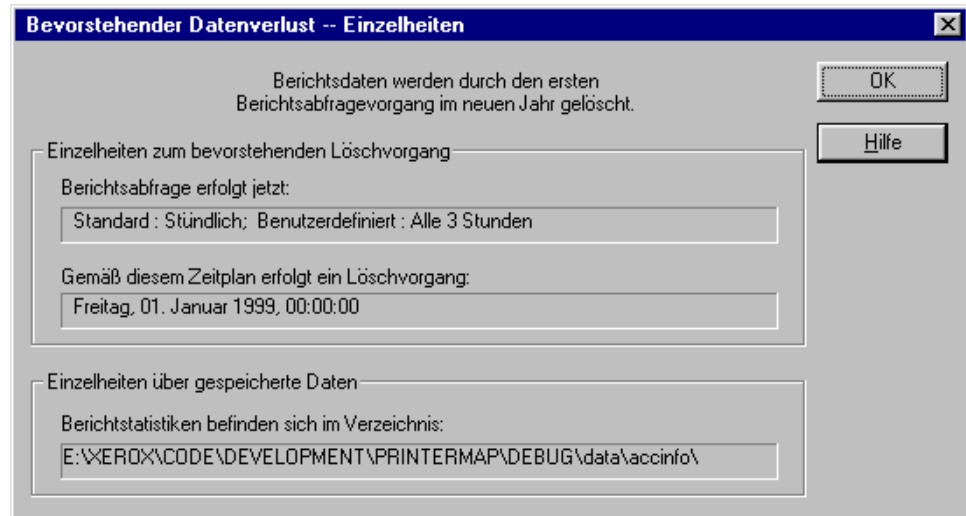 Bevorstehender Datenverlust -- Einzelheiten
Berichtsdaten werden durch den ersten
Berichtsabfragevorgang im neuen Jahr gelöscht.
OK
Hilfe
Einzelheiten zum bevorstehenden Löschvorgang
Berichtsabfrage erfolgt jetzt:
Standard : Stündlich;  Benutzerdefiniert : Alle 3 Stunden
Gemäß diesem Zeitplan erfolgt ein Löschvorgang:
Freitag, 01. Januar 1999, 00:00:00
Einzelheiten über gespeicherte Daten
Berichtstatistiken befinden sich im Verzeichnis:
E:\XEROX\CODE\DEVELOPMENT\PRINTERMAP\DEBUG\data\accinfo\